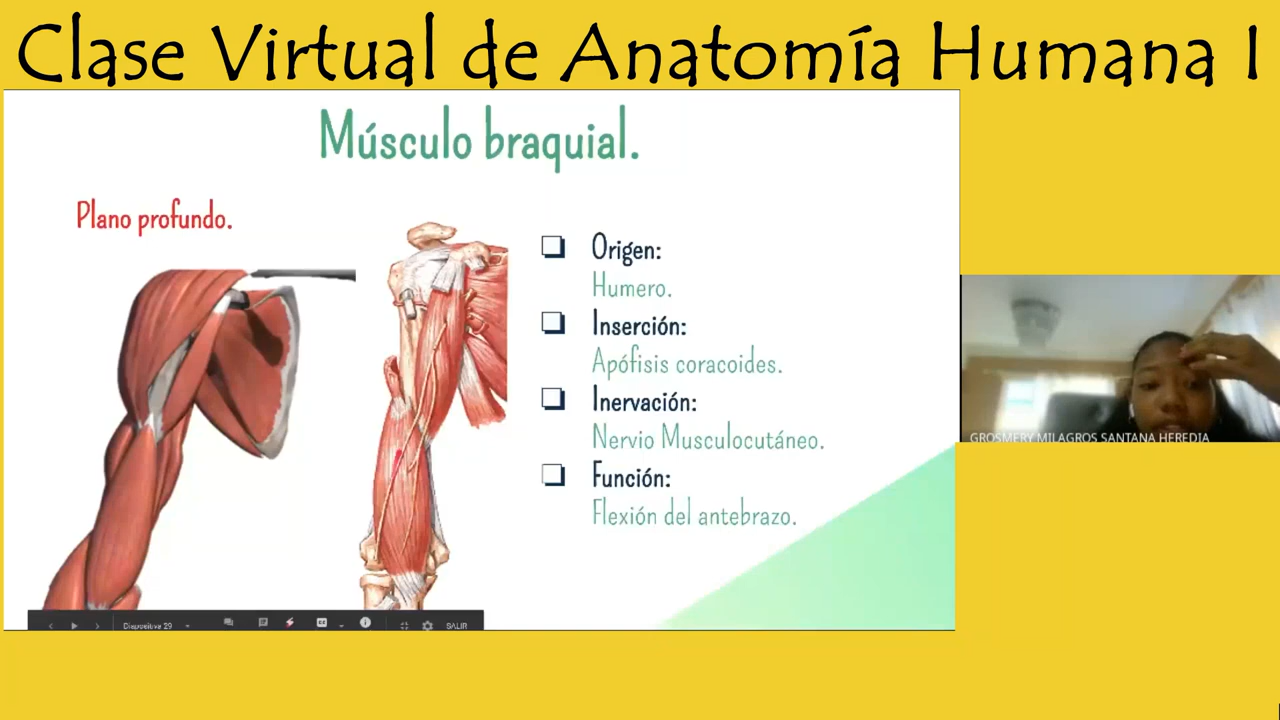 Clase Virtual de Anatomía Humana I
Músculo braquial.
Plano profundo.
Origen:
Humero.
Inserción:
Apófisis coracoides.
Inervación:
Nervio Musculocutáneo.
Función:
Flexión del antebrazo.
GROSMERY MILAGROS SANTANA HEREDIA
Diapositiva 29
SALIR